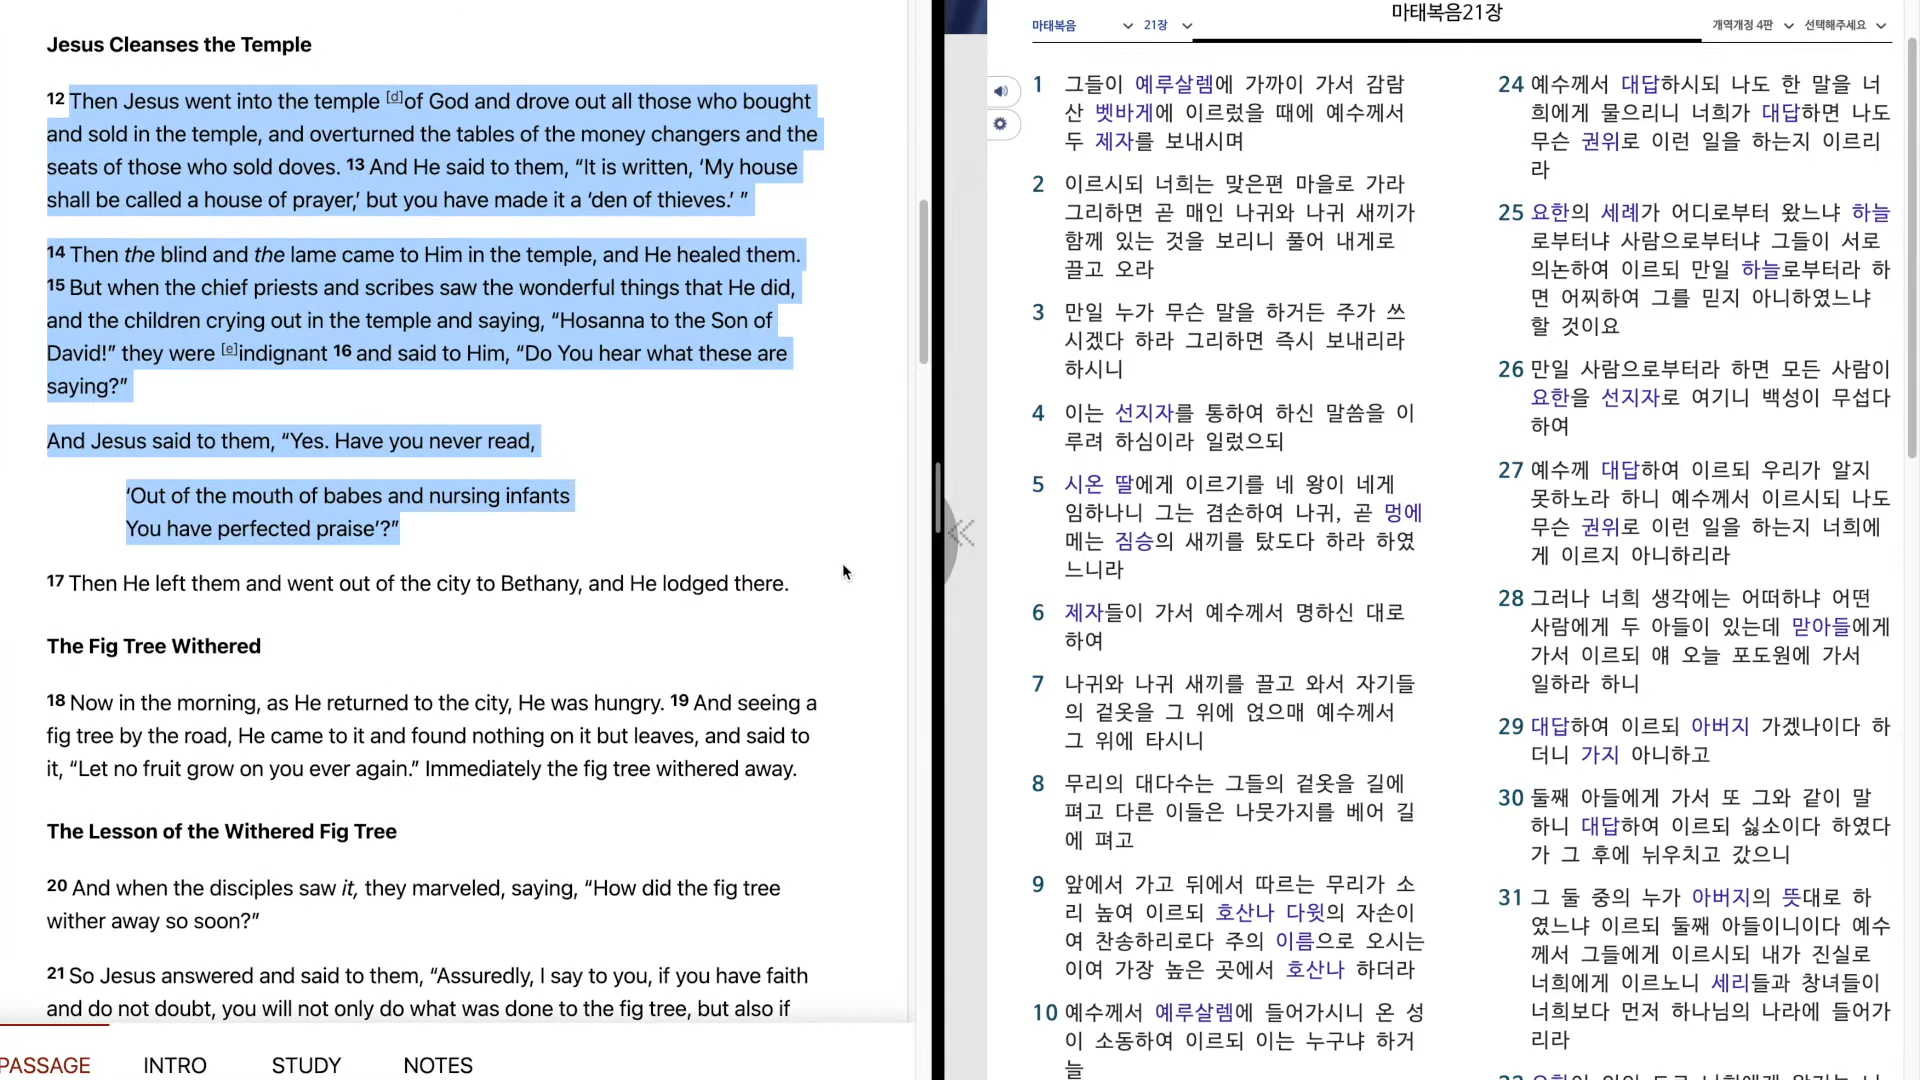 Jesus Cleanses the Temple
12 Then Jesus went into the temple [d]of God and drove out all those who bought
and sold in the temple, and overturned the tables of the money changers and the
seats of those who sold doves. 13 And He said to them, “It is written, ‘My house
shall be called a house of prayer,’ but you have made it a ‘den of thieves.’ ”
14 Then the blind and the lame came to Him in the temple, and He healed them.
15 But when the chief priests and scribes saw the wonderful things that He did,
and the children crying out in the temple and saying, “Hosanna to the Son of
David!” they were [e]indignant 16 and said to Him, “Do You hear what these are
saying?”
And Jesus said to them, “Yes. Have you never read,
‘Out of the mouth of babes and nursing infants
You have perfected praise’?”
17 Then He left them and went out of the city to Bethany, and He lodged there.
The Fig Tree Withered
18 Now in the morning, as He returned to the city, He was hungry. 19 And seeing a
fig tree by the road, He came to it and found nothing on it but leaves, and said to
it, “Let no fruit grow on you ever again.” Immediately the fig tree withered away.
The Lesson of the Withered Fig Tree
20 And when the disciples saw it, they marveled, saying, “How did the fig tree
wither away so soon?”
21 So Jesus answered and said to them, “Assuredly, I say to you, if you have faith
and do not doubt, you will not only do what was done to the fig tree, but also if
PASSAGE INTRO STUDY NOTES
마태복음21장
마태복음 21장 개역개정 4판 선택해주세요
1 그들이 예루살렘에 가까이 가서 감람
산 벳바게에 이르렀을 때에 예수께서
두 제자를 보내시며
2 이르시되 너희는 맞은편 마을로 가라
그리하면 곧 매인 나귀와 나귀 새끼가
함께 있는 것을 보리니 풀어 내게로
끌고 오라
3 만일 누가 무슨 말을 하거든 주가 쓰
시겠다 하라 그리하면 즉시 보내리라
하시니
4 이는 선지자를 통하여 하신 말씀을 이
루려 하심이라 일렀으되
5 시온 딸에게 이르기를 네 왕이 네게
임하나니 그는 겸손하여 나귀, 곧 멍에
메는 짐승의 새끼를 탔도다 하라 하였
느니라
6 제자들이 가서 예수께서 명하신 대로
하여
7 나귀와 나귀 새끼를 끌고 와서 자기들
의 겉옷을 그 위에 얹으매 예수께서
그 위에 타시니
8 무리의 대다수는 그들의 겉옷을 길에
펴고 다른 이들은 나뭇가지를 베어 길
에 펴고
9 앞에서 가고 뒤에서 따르는 무리가 소
리 높여 이르되 호산나 다윗의 자손이
여 찬송하리로다 주의 이름으로 오시는
이여 가장 높은 곳에서 호산나 하더라
10 예수께서 예루살렘에 들어가시니 온 성
이 소동하여 이르되 이는 누구냐 하거
늘
24 예수께서 대답하시되 나도 한 말을 너
희에게 물으리니 너희가 대답하면 나도
무슨 권위로 이런 일을 하는지 이르리
라
25 요한의 세례가 어디로부터 왔느냐 하늘
로부터냐 사람으로부터냐 그들이 서로
의논하여 이르되 만일 하늘로부터라 하
면 어찌하여 그를 믿지 아니하였느냐
할 것이요
26 만일 사람으로부터라 하면 모든 사람이
요한을 선지자로 여기니 백성이 무섭다
하여
27 예수께 대답하여 이르되 우리가 알지
못하노라 하니 예수께서 이르시되 나도
무슨 권위로 이런 일을 하는지 너희에
게 이르지 아니하리라
28 그러나 너희 생각에는 어떠하냐 어떤
사람에게 두 아들이 있는데 맏아들에게
가서 이르되 얘 오늘 포도원에 가서
일하라 하니
29 대답하여 이르되 아버지 가겠나이다 하
더니 가지 아니하고
30 둘째 아들에게 가서 또 그와 같이 말
하니 대답하여 이르되 싫소이다 하였다
가 그 후에 뉘우치고 갔으니
31 그 둘 중의 누가 아버지의 뜻대로 하
였느냐 이르되 둘째 아들이니이다 예수
께서 그들에게 이르시되 내가 진실로
너희에게 이르노니 세리들과 창녀들이
너희보다 먼저 하나님의 나라에 들어가
리라